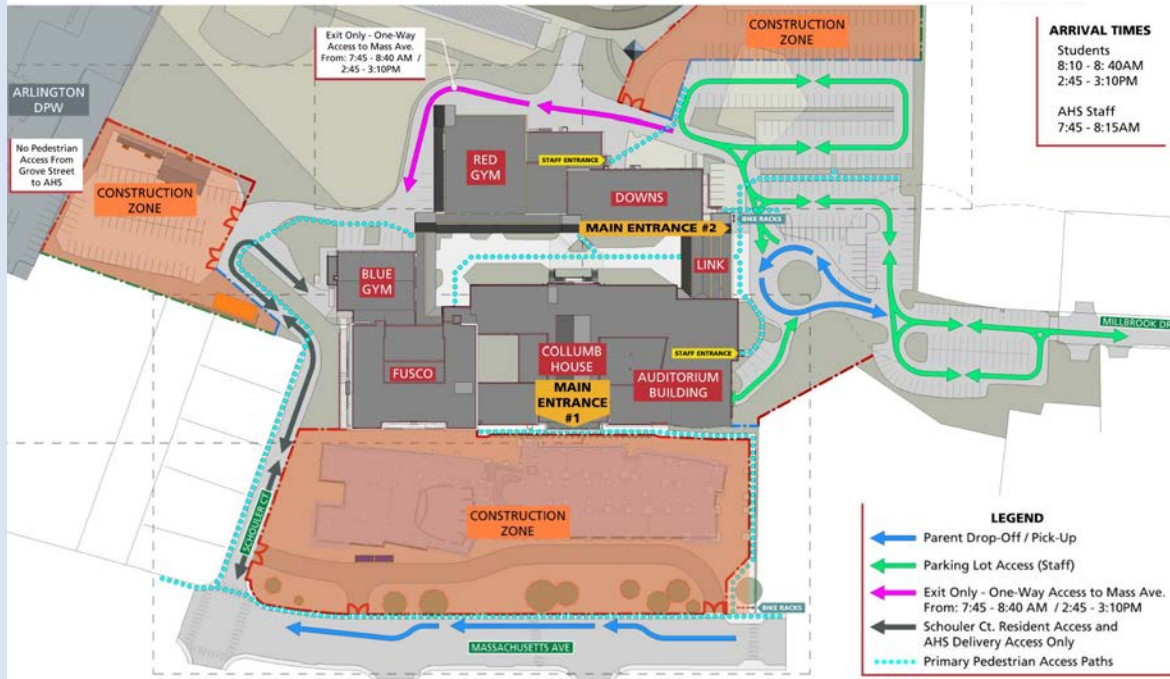 Exit Only - One-Way
Access to Mass Ave.
From: 7:45 - 8:40 AM /
2:45 - 3:10PM
CONSTRUCTION
ZONE
ARRIVAL TIMES
Students
8:10 - 8: 40AM
2:45 - 3:10PM
AHS Staff
7:45 - 8:15AM
ARLINGTON
DPW
No Pedestrian
Access From
Grove Street
to AHS
CONSTRUCTION
ZONE
RED
GYM
STAFF ENTRANCE
DOWNS
BIKE RACKS
MAIN ENTRANCE #2
LINK
BLUE
GYM
MILLBROOK DR
FUSCO
COLLUMB
HOUSE
STAFF ENTRANCE
AUDITORIUM
BUILDING
MAIN
ENTRANCE
#1
CONSTRUCTION
ZONE
SCHOULER CT
BIKE RACKS
MASSACHUSETTS AVE
LEGEND
Parent Drop-Off / Pick-Up
Parking Lot Access (Staff)
Exit Only - One-Way Access to Mass Ave.
From: 7:45 - 8:40 AM / 2:45 - 3:10PM
Schouler Ct. Resident Access and
AHS Delivery Access Only
Primary Pedestrian Access Paths